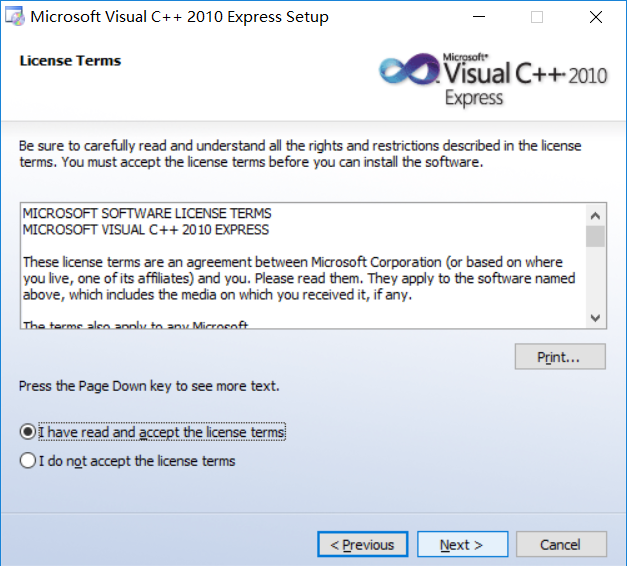 Microsoft Visual C++ 2010 Express Setup
License Terms
Microsoft®
Visual C++ 2010
Express
Be sure to carefully read and understand all the rights and restrictions described in the license
terms. You must accept the license terms before you can install the software.
MICROSOFT SOFTWARE LICENSE TERMS
MICROSOFT VISUAL C++ 2010 EXPRESS
These license terms are an agreement between Microsoft Corporation (or based on where
you live, one of its affiliates) and you. Please read them. They apply to the software named
above, which includes the media on which you received it, if any.
The terms also apply to any Microsoft
Print...
Press the Page Down key to see more text.
I have read and accept the license terms
I do not accept the license terms
< Previous
Next >
Cancel